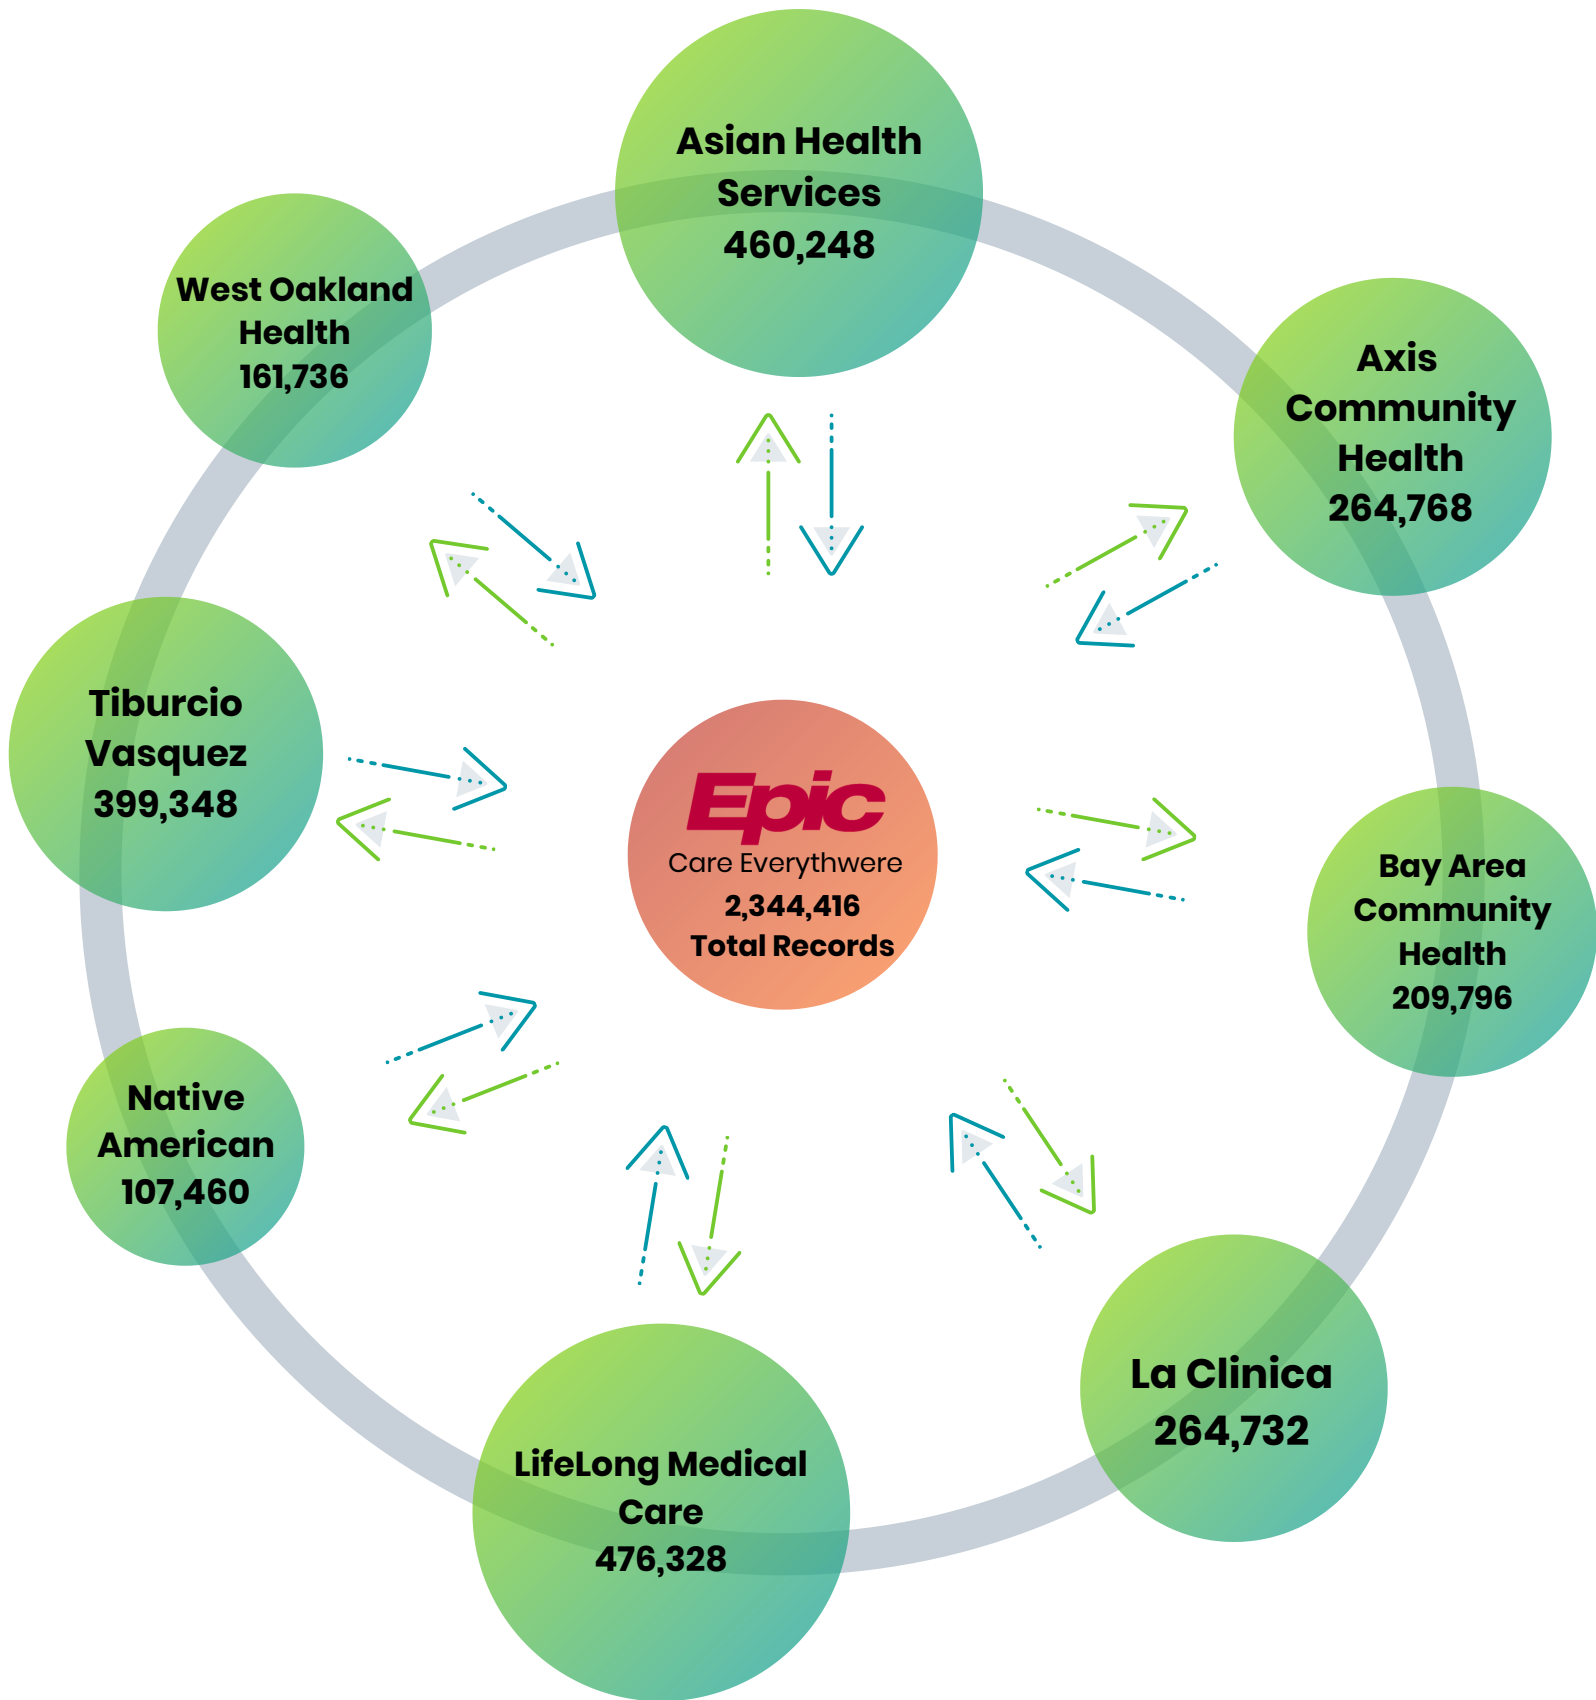 Asian Health
Services
460,248
Axis
Community
Health
264,768
Bay Area
Community
Health
209,796
La Clinica
264,732
LifeLong Medical
Care
476,328
Native
American
107,460
Tiburcio
Vasquez
399,348
West Oakland
Health
161,736
Epic
Care Everythwere
2,344,416
Total Records